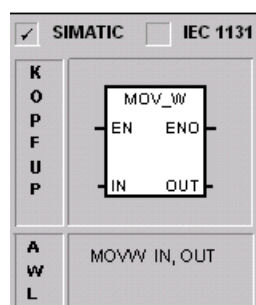 ✓ SIMATIC IEC 1131
K
O
P
F
U
P
MOV_W
EN ENO
IN OUT
A
W
L
MOVW IN, OUT